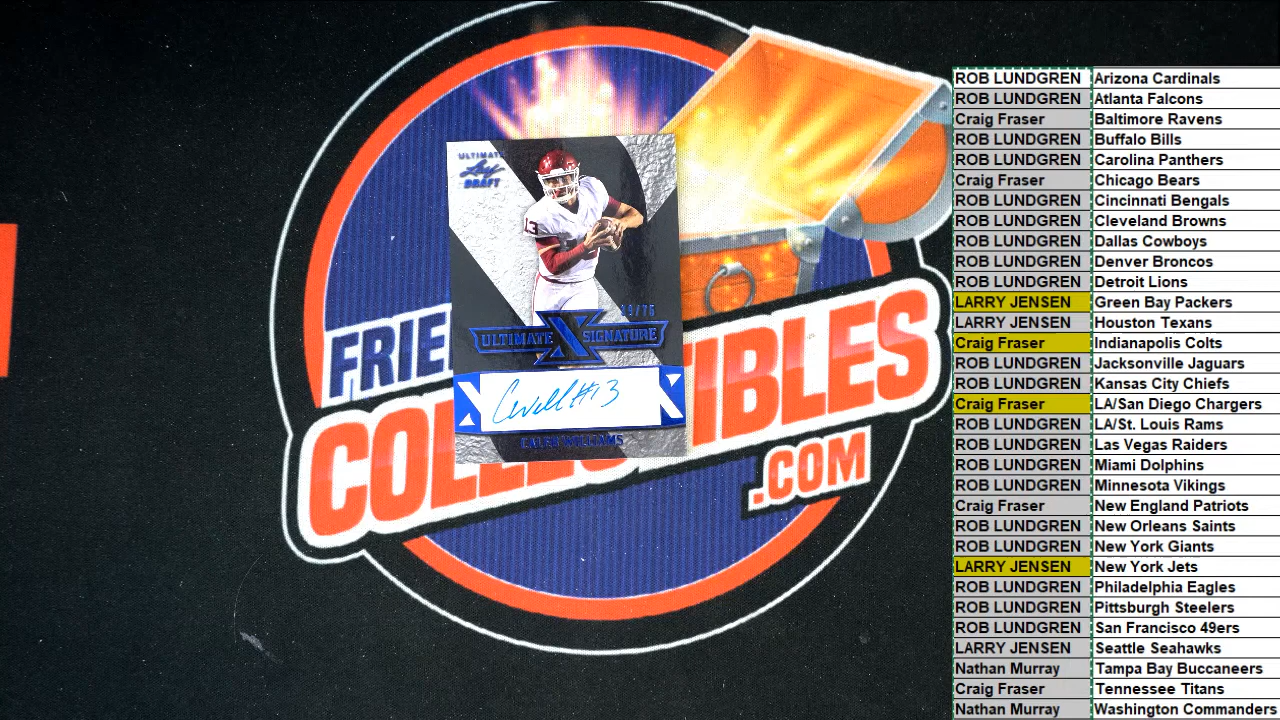 ULTIMATE
Leaf
DRAFT
13
/75
ULTIMATE X SIGNATURE
#13
CALEB WILLIAMS
FRIE
COLLE IBLES
.COM
ROB LUNDGREN Arizona Cardinals
ROB LUNDGREN Atlanta Falcons
Craig Fraser Baltimore Ravens
ROB LUNDGREN Buffalo Bills
ROB LUNDGREN Carolina Panthers
Craig Fraser Chicago Bears
ROB LUNDGREN Cincinnati Bengals
ROB LUNDGREN Cleveland Browns
ROB LUNDGREN Dallas Cowboys
ROB LUNDGREN Denver Broncos
ROB LUNDGREN Detroit Lions
LARRY JENSEN Green Bay Packers
LARRY JENSEN Houston Texans
Craig Fraser Indianapolis Colts
ROB LUNDGREN Jacksonville Jaguars
ROB LUNDGREN Kansas City Chiefs
Craig Fraser LA/San Diego Chargers
ROB LUNDGREN LA/St. Louis Rams
ROB LUNDGREN Las Vegas Raiders
ROB LUNDGREN Miami Dolphins
ROB LUNDGREN Minnesota Vikings
Craig Fraser New England Patriots
ROB LUNDGREN New Orleans Saints
ROB LUNDGREN New York Giants
LARRY JENSEN New York Jets
ROB LUNDGREN Philadelphia Eagles
ROB LUNDGREN Pittsburgh Steelers
ROB LUNDGREN San Francisco 49ers
LARRY JENSEN Seattle Seahawks
Nathan Murray Tampa Bay Buccaneers
Craig Fraser Tennessee Titans
Nathan Murray Washington Commanders